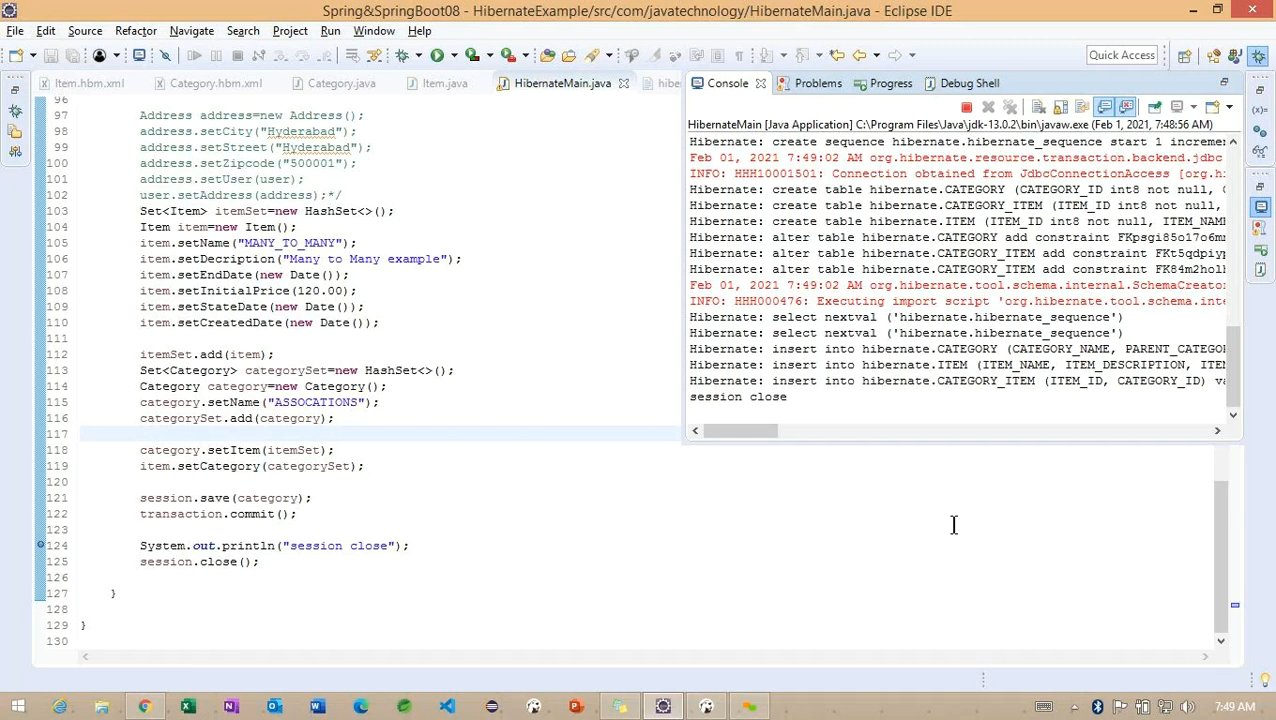 Spring&SpringBoot08 - HibernateExample/src/com/javatechnology/HibernateMain.java - Eclipse IDE
File Edit Source Refactor Navigate Search Project Run Window Help
Quick Access
Item.hbm.xml Category.hbm.xml Category.java Item.java HibernateMain.java hibe
Console Problems Progress Debug Shell
HibernateMain [Java Application] C:\Program Files\Java\jdk-13.0.2\bin\javaw.exe (Feb 1, 2021, 7:48:56 AM)
96
97 Address address=new Address();
98 address.setCity("Hyderabad");
99 address.setStreet("Hyderabad");
100 address.setZipcode("500001");
101 address.setUser(user);
102 user.setAddress(address);*/
103 Set<Item> itemSet=new HashSet<>();
104 Item item=new Item();
105 item.setName("MANY_TO_MANY");
106 item.setDecription("Many to Many example");
107 item.setEndDate(new Date());
108 item.setInitialPrice(120.00);
109 item.setStateDate(new Date());
110 item.setCreatedDate(new Date());
111
112 itemSet.add(item);
113 Set<Category> categorySet=new HashSet<>();
114 Category category=new Category();
115 category.setName("ASSOCATIONS");
116 categorySet.add(category);
117
118 category.setItem(itemSet);
119 item.setCategory(categorySet);
120
121 session.save(category);
122 transaction.commit();
123
124 System.out.println("session close");
125 session.close();
126
127 }
128
129 }
130
Hibernate: create sequence hibernate.hibernate_sequence start 1 increme
Feb 01, 2021 7:49:02 AM org.hibernate.resource.transaction.backend.jdbc
INFO: HHH10001501: Connection obtained from JdbcConnectionAccess [org.h
Hibernate: create table hibernate.CATEGORY (CATEGORY_ID int8 not null, C
Hibernate: create table hibernate.CATEGORY_ITEM (ITEM_ID int8 not null,
Hibernate: create table hibernate.ITEM (ITEM_ID int8 not null, ITEM_NAME
Hibernate: alter table hibernate.CATEGORY add constraint FKpsgi85o17o6mm
Hibernate: alter table hibernate.CATEGORY_ITEM add constraint FKt5qdpiyp
Hibernate: alter table hibernate.CATEGORY_ITEM add constraint FK84m2holh
Feb 01, 2021 7:49:02 AM org.hibernate.tool.schema.internal.SchemaCreator
INFO: HHH000476: Executing import script 'org.hibernate.tool.schema.inte
Hibernate: select nextval ('hibernate.hibernate_sequence')
Hibernate: select nextval ('hibernate.hibernate_sequence')
Hibernate: insert into hibernate.CATEGORY (CATEGORY_NAME, PARENT_CATEGO
Hibernate: insert into hibernate.ITEM (ITEM_NAME, ITEM_DESCRIPTION, ITE
Hibernate: insert into hibernate.CATEGORY_ITEM (ITEM_ID, CATEGORY_ID) va
session close
7:49 AM